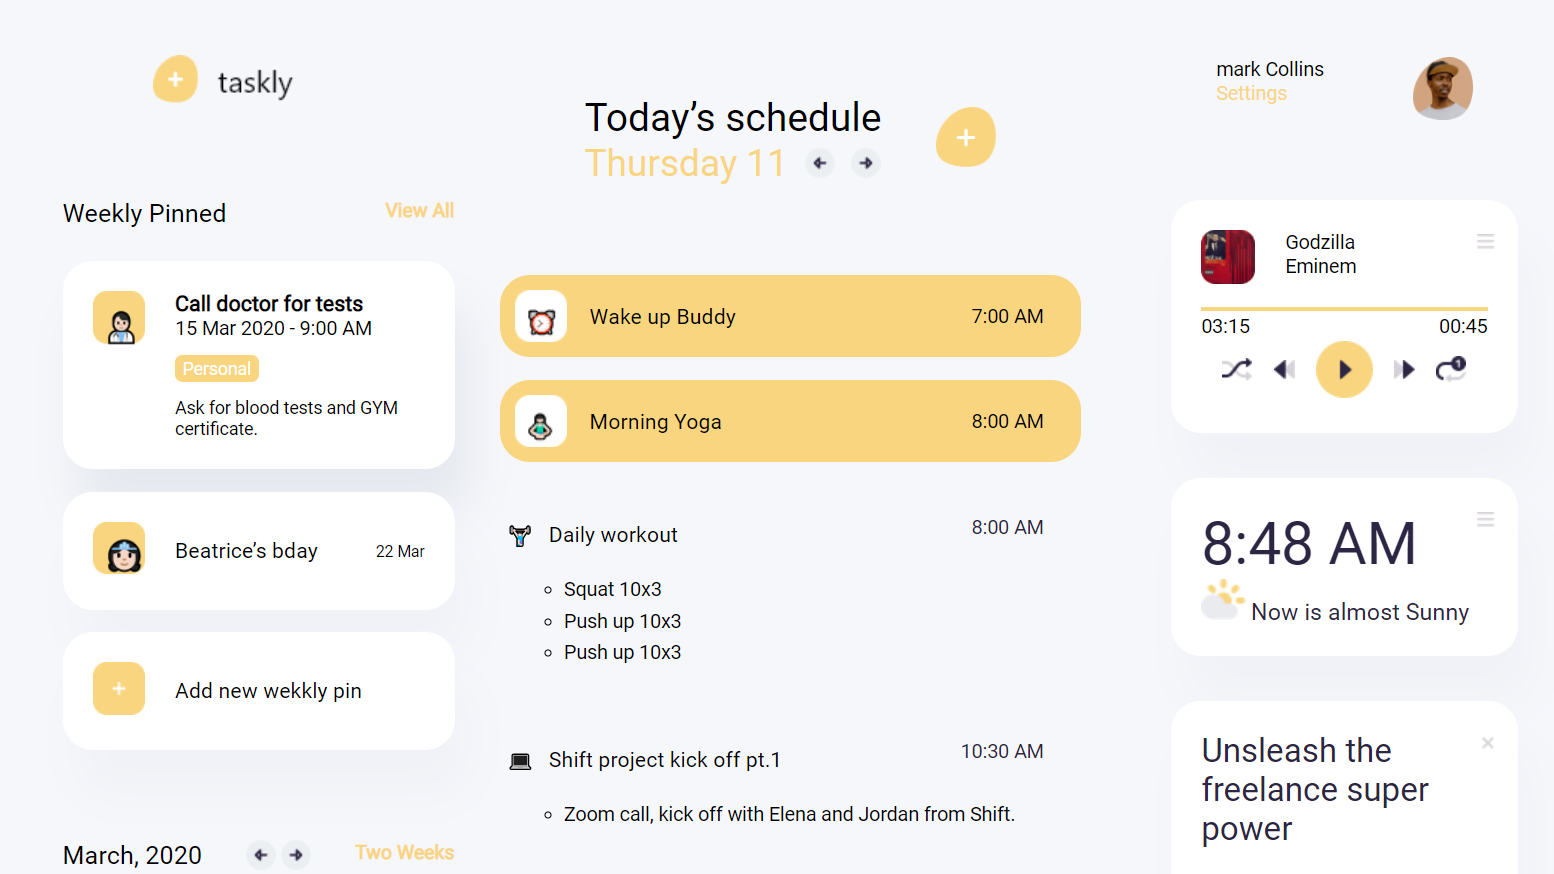 taskly
mark Collins
Settings
Today’s schedule
Thursday 11
Weekly Pinned
View All
Call doctor for tests
15 Mar 2020 - 9:00 AM
Personal
Ask for blood tests and GYM
certificate.
Beatrice’s bday
22 Mar
Add new wekkly pin
March, 2020
Two Weeks
Wake up Buddy
7:00 AM
Morning Yoga
8:00 AM
Daily workout
8:00 AM
Squat 10x3
Push up 10x3
Push up 10x3
Shift project kick off pt.1
10:30 AM
Zoom call, kick off with Elena and Jordan from Shift.
Godzilla
Eminem
03:15
00:45
1
8:48 AM
Now is almost Sunny
Unsleash the
freelance super
power